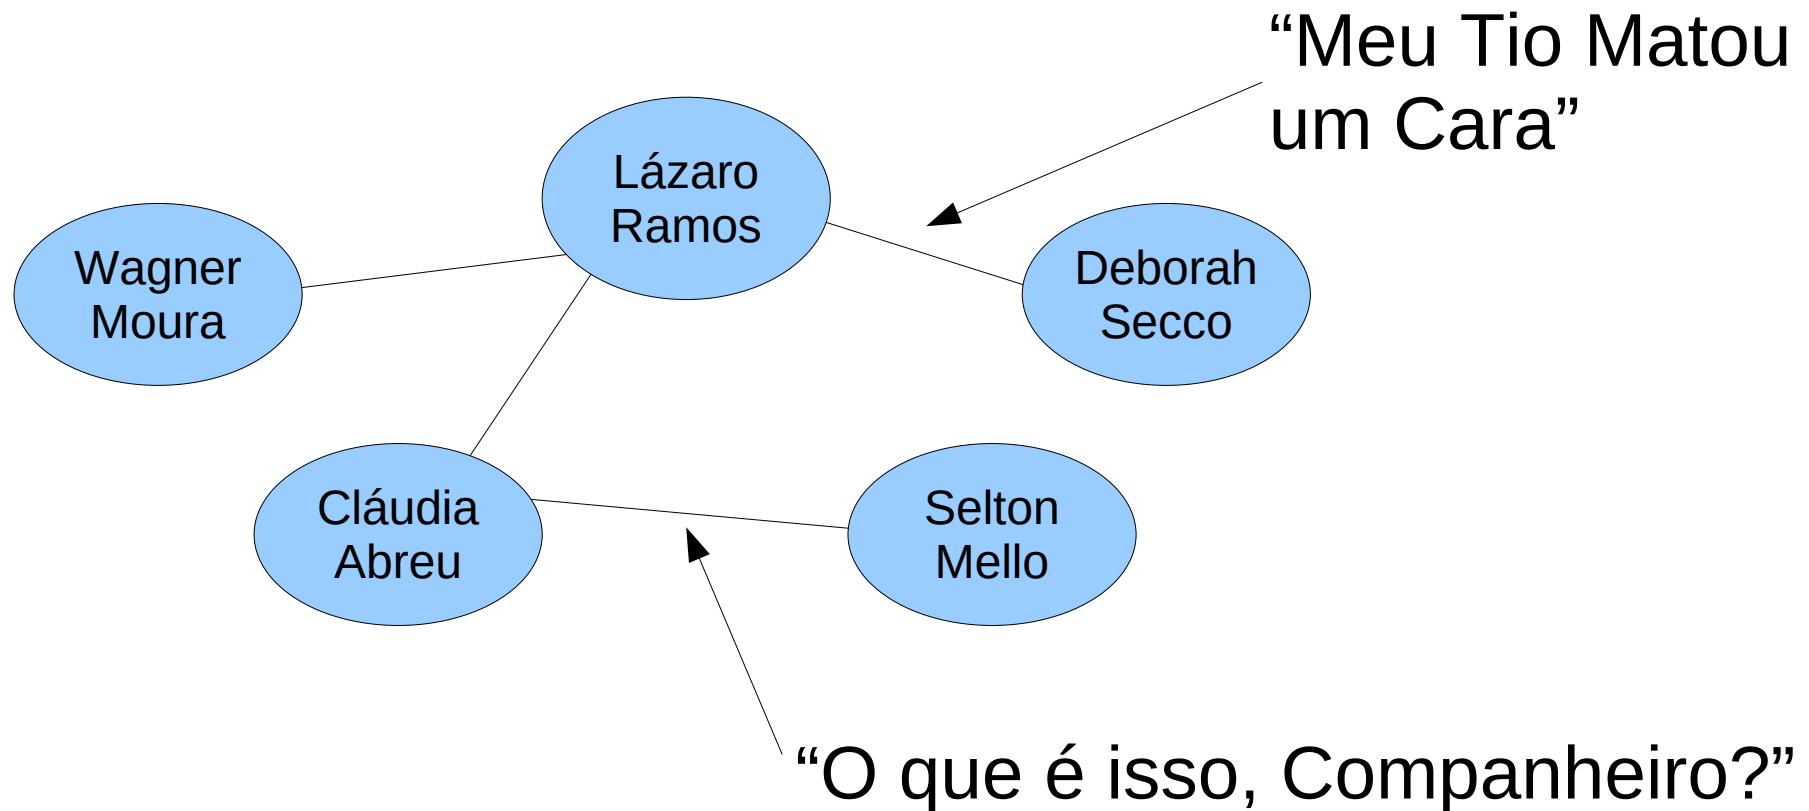 “Meu Tio Matou
um Cara”
Lázaro
Ramos
Wagner
Moura
Deborah
Secco
Cláudia
Abreu
Selton
Mello
“O que é isso, Companheiro?”